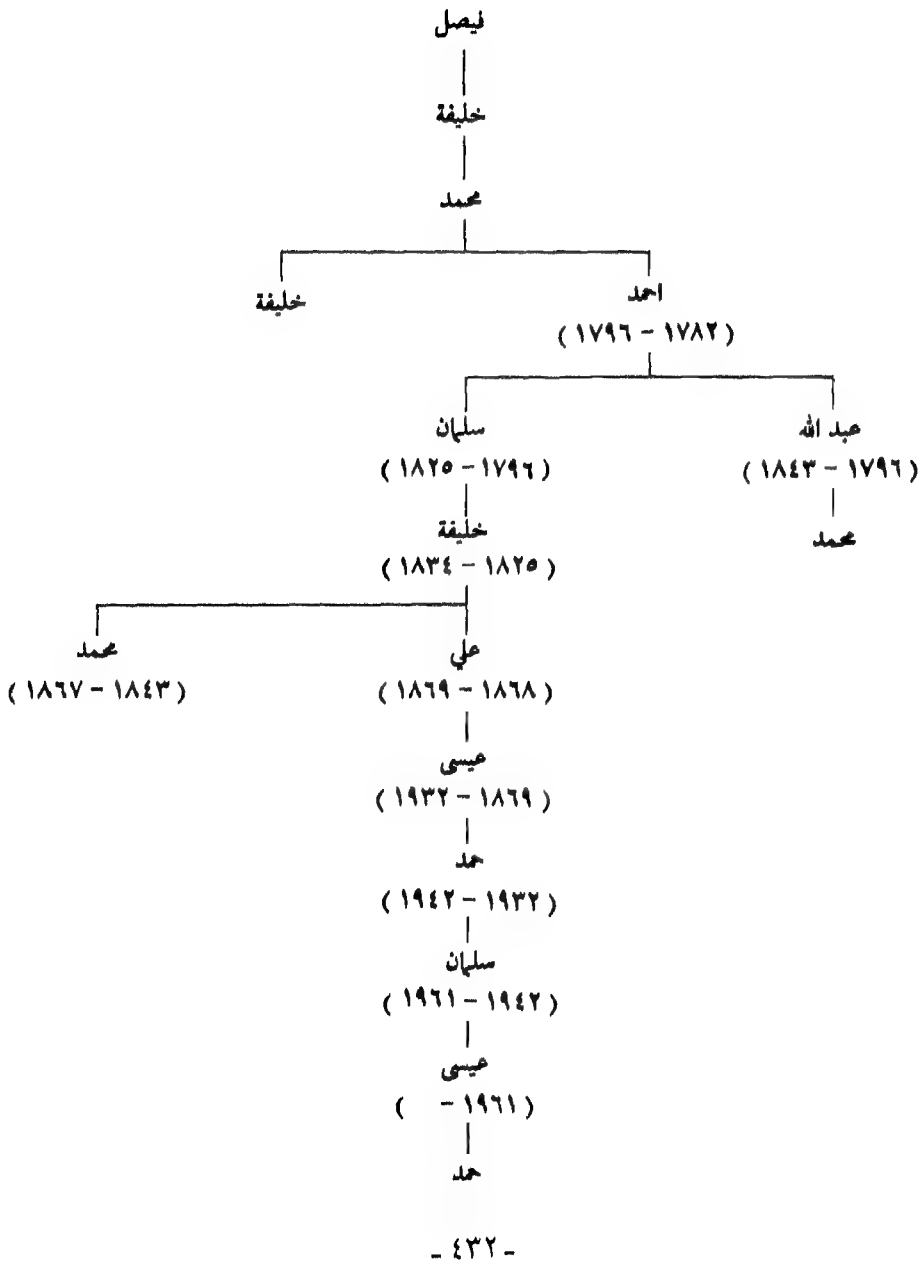 فيصل
خليفة
محمد
احمد
خليفة
(١٧٨٢ – ١٧٩٦)
عبد الله
سلمان
(١٧٩٦ – ١٨٤٣)
(١٧٩٦ – ١٨٢٥)
محمد
خليفة
(١٨٢٥ – ١٨٣٤)
علي
محمد
(١٨٦٨ – ١٨٦٩)
(١٨٤٣ – ١٨٦٧)
عيسى
(١٨٦٩ – ١٩٣٢)
حمد
(١٩٣٢ – ١٩٤٢)
سلمان
(١٩٤٢ – ١٩٦١)
عيسى
(١٩٦١ – )
حمد
– ٤٣٢ –